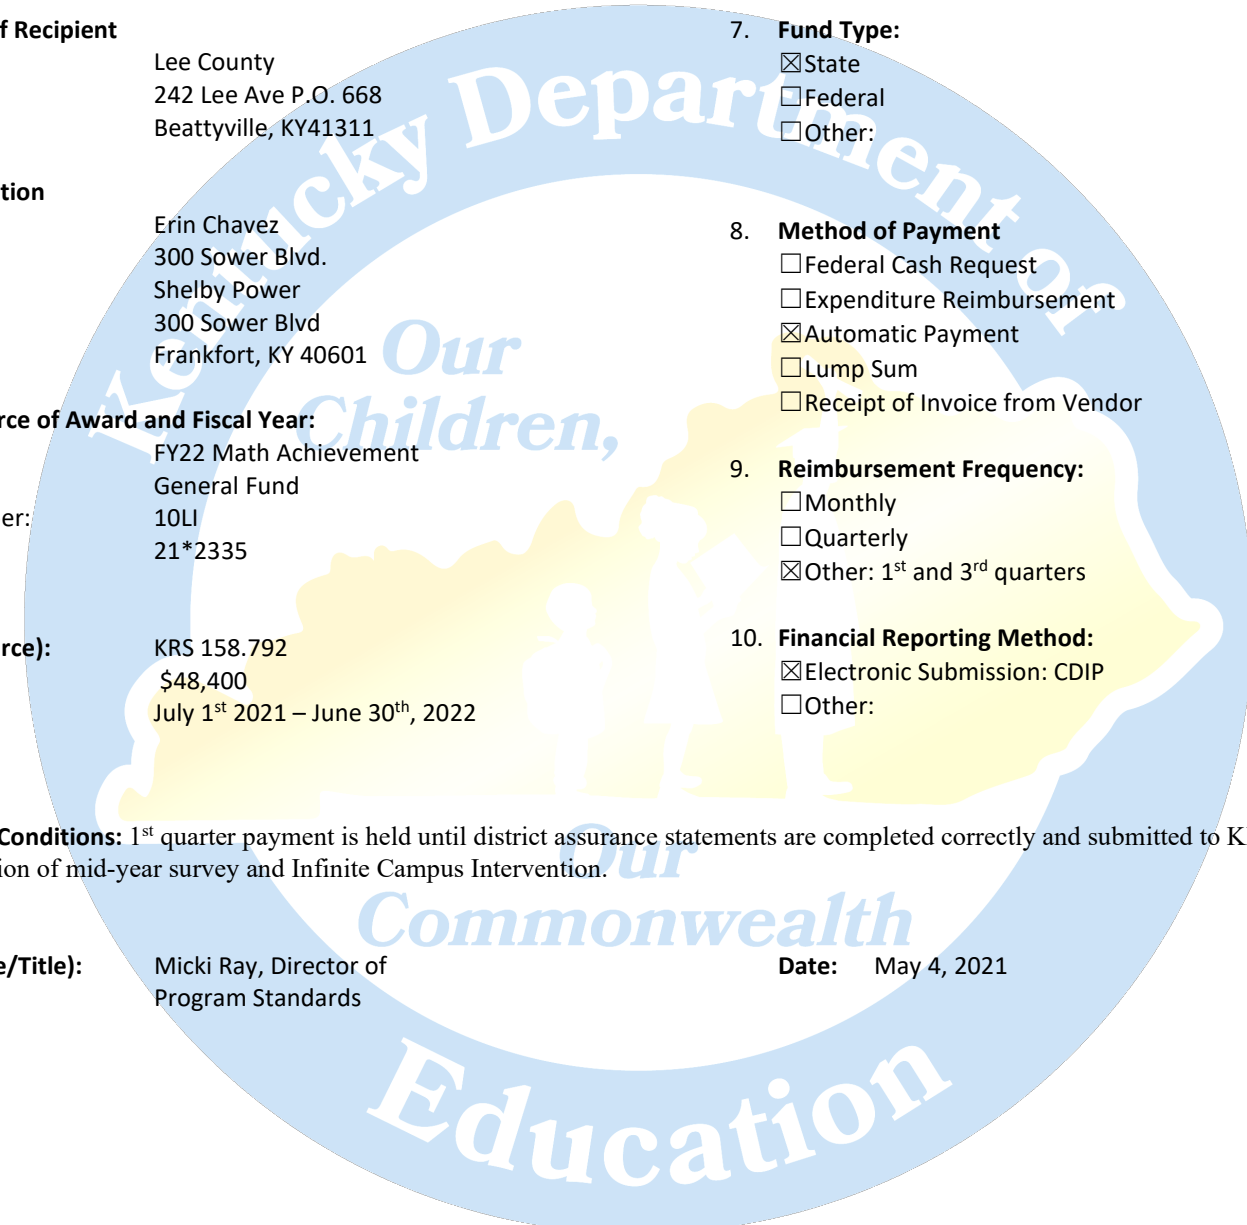 f Recipient
Lee County
242 Lee Ave P.O. 668
Beattyville, KY41311
tion
Erin Chavez
300 Sower Blvd.
Shelby Power
300 Sower Blvd
Frankfort, KY 40601
rce of Award and Fiscal Year:
FY22 Math Achievement
General Fund
er: 10LI
21*2335
rce): KRS 158.792
$48,400
July 1st 2021 – June 30th, 2022
7. Fund Type:
☒State
☐Federal
☐Other:
8. Method of Payment
☐Federal Cash Request
☐Expenditure Reimbursement
☒Automatic Payment
☐Lump Sum
☐Receipt of Invoice from Vendor
9. Reimbursement Frequency:
☐Monthly
☐Quarterly
☒Other: 1st and 3rd quarters
10. Financial Reporting Method:
☒Electronic Submission: CDIP
☐Other:
Conditions: 1st quarter payment is held until district assurance statements are completed correctly and submitted to K
ion of mid-year survey and Infinite Campus Intervention.
e/Title): Micki Ray, Director of
Program Standards
Date: May 4, 2021
Kentucky Department of
Education
Our
Children,
Our
Commonwealth